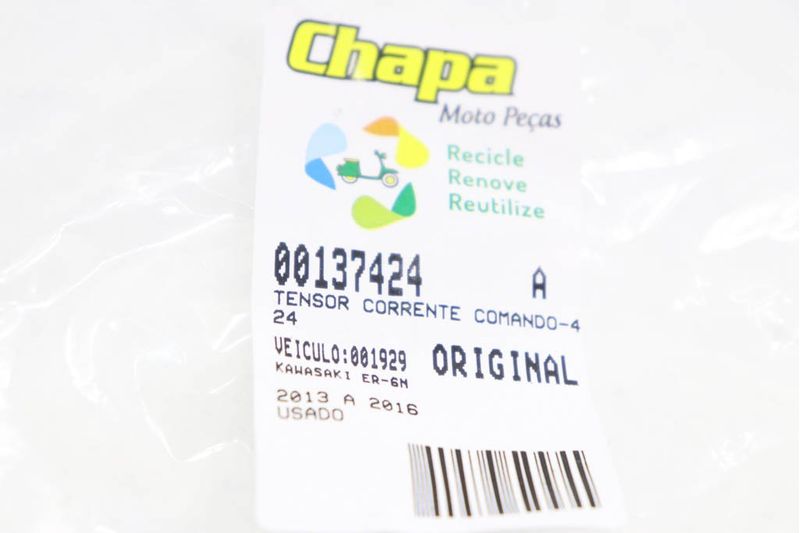 Chapa
Moto Peças
Recicle
Renove
Reutilize
00137424 A
TENSOR CORRENTE COMANDO-4
24
VEICULO:001929 ORIGINAL
KAWASAKI ER-6N
2013 A 2016
USADO